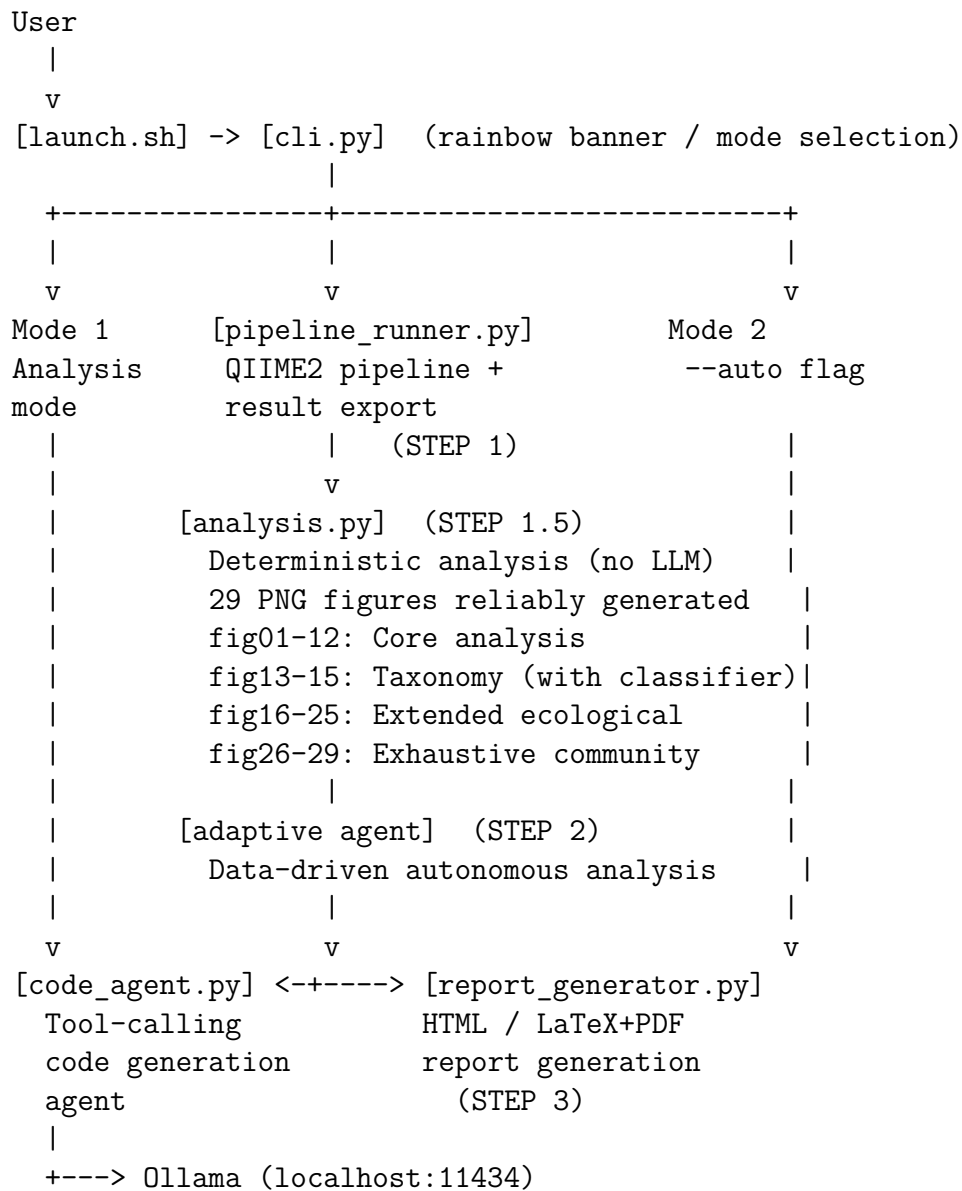 User
|
v
[launch.sh] -> [cli.py]  (rainbow banner / mode selection)
|
+----------------+---------------------------+
|                |                           |
v                v                           v
Mode 1      [pipeline_runner.py]        Mode 2
Analysis     QIIME2 pipeline +           --auto flag
mode         result export
|                |   (STEP 1)                |
|                v                           |
|       [analysis.py]  (STEP 1.5)            |
|         Deterministic analysis (no LLM)    |
|         29 PNG figures reliably generated   |
|         fig01-12: Core analysis             |
|         fig13-15: Taxonomy (with classifier)|
|         fig16-25: Extended ecological       |
|         fig26-29: Exhaustive community      |
|                |                           |
|       [adaptive agent]  (STEP 2)           |
|         Data-driven autonomous analysis     |
|                |                           |
v                v                           v
[code_agent.py] <-+----> [report_generator.py]
Tool-calling           HTML / LaTeX+PDF
code generation        report generation
agent                    (STEP 3)
|
+---> Ollama (localhost:11434)